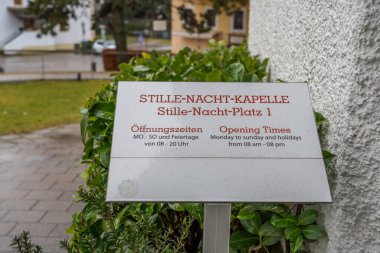 STILLE-NACHT-KAPELLE
Stille-Nacht-Platz 1
Öffnungszeiten
MO - SO und Feiertage
von 08 - 20 Uhr
Opening Times
Monday to sunday and holidays
from 08 am - 08 pm